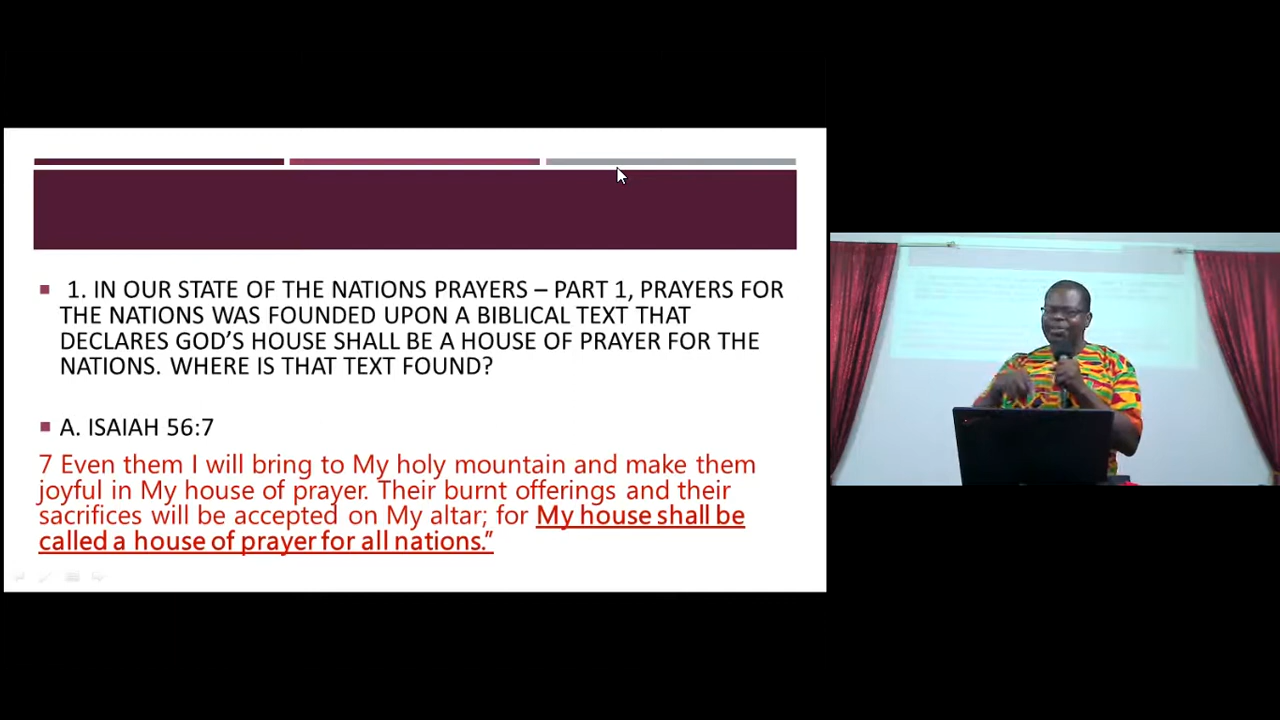 1. IN OUR STATE OF THE NATIONS PRAYERS – PART 1, PRAYERS FOR
THE NATIONS WAS FOUNDED UPON A BIBLICAL TEXT THAT
DECLARES GOD’S HOUSE SHALL BE A HOUSE OF PRAYER FOR THE
NATIONS. WHERE IS THAT TEXT FOUND?
A. ISAIAH 56:7
7 Even them I will bring to My holy mountain and make them
joyful in My house of prayer. Their burnt offerings and their
sacrifices will be accepted on My altar; for My house shall be
called a house of prayer for all nations.”